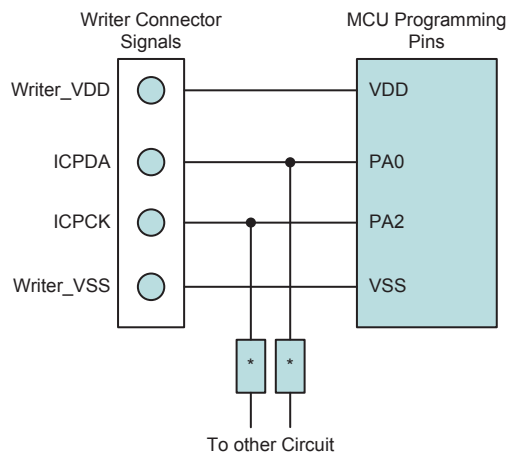 Writer Connector
Signals
MCU Programming
Pins
Writer_VDD
VDD
ICPDA
PA0
ICPCK
PA2
Writer_VSS
VSS
* *
To other Circuit